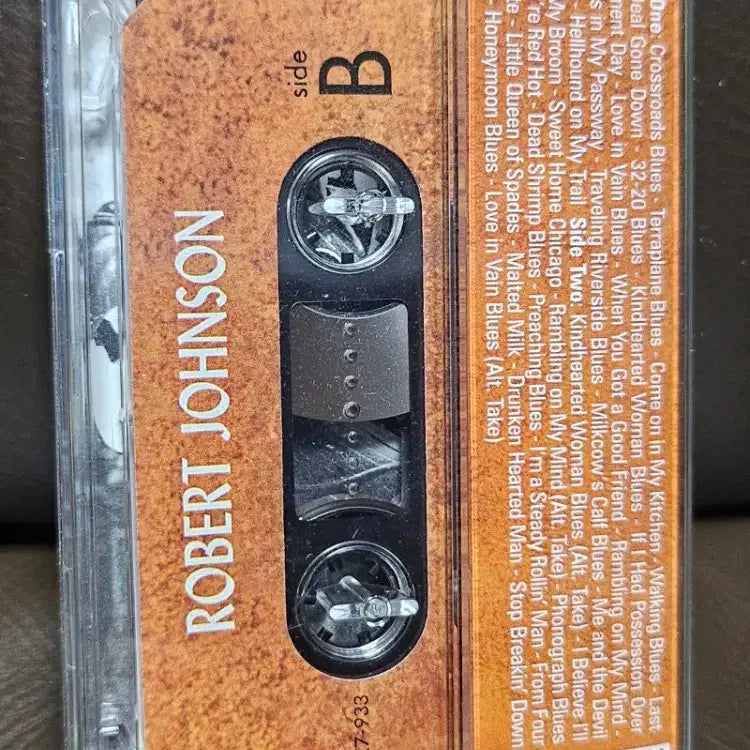 ROBERT JOHNSON
side
B
7-933
One: Crossroads Blues · Terraplane Blues · Come on In My Kitchen · Walking Blues · Last
Deal Gone Down · 32-20 Blues · Kindhearted Woman Blues · If I Had Possession Over
ment Day · Love in Vain Blues · When You Got a Good Friend · Rambling on My Mind ·
s in My Passway · Traveling Riverside Blues · Milkcow's Calf Blues · Me and the Devil
· Hellhound on My Trail Side Two: Kindhearted Woman Blues (Alt. Take) · I Believe I'll
My Broom · Sweet Home Chicago · Rambling on My Mind (Alt. Take) · Phonograph Blues
're Red Hot · Dead Shrimp Blues · Preaching Blues · I'm a Steady Rollin' Man · From Four
ke · Little Queen of Spades · Malted Milk · Drunken Hearted Man · Stop Breakin' Down
· Honeymoon Blues · Love in Vain Blues (Alt. Take)